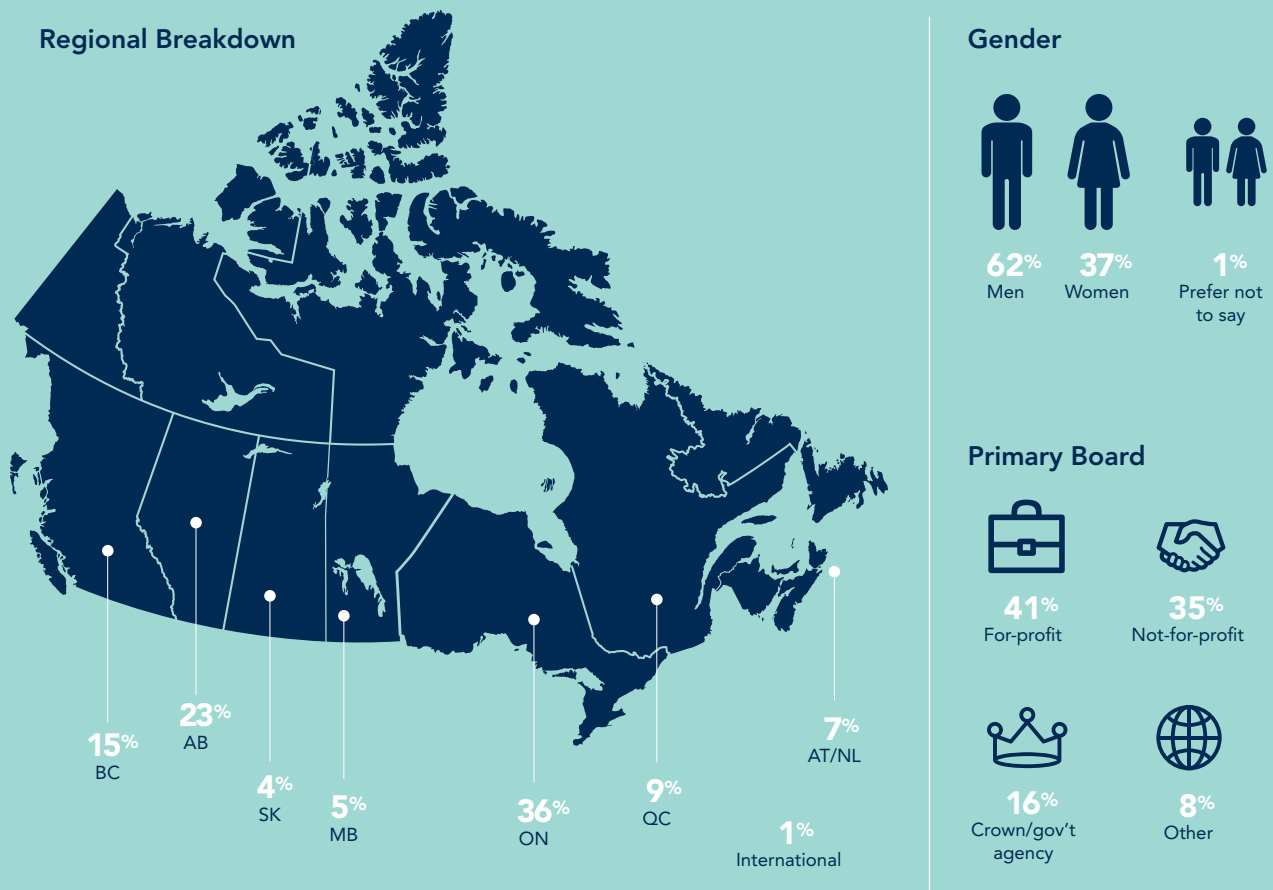 Regional Breakdown
15%
BC
23%
AB
4%
SK
5%
MB
36%
ON
9%
QC
7%
AT/NL
1%
International
Gender
62%
Men
37%
Women
1%
Prefer not
to say
Primary Board
41%
For-profit
35%
Not-for-profit
16%
Crown/gov’t
agency
8%
Other